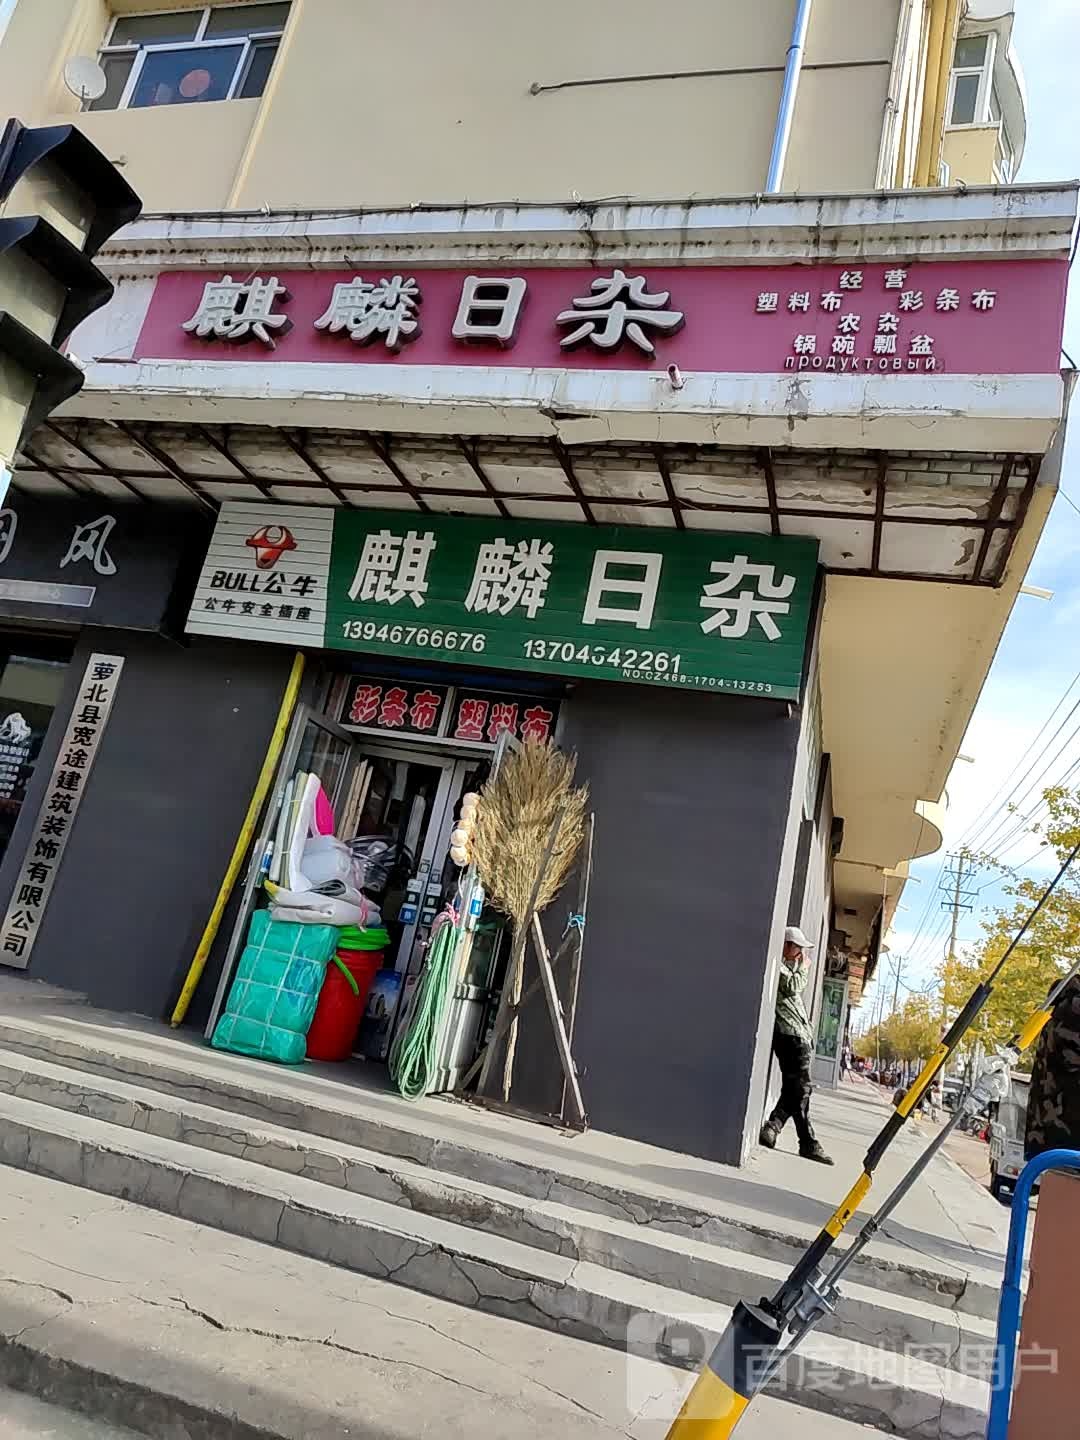 麒麟日杂
经营
塑料布 彩条布
农杂
锅碗瓢盆
продуктовый
风
BULL公牛
公牛安全插座
麒麟日杂
13946766676 13704642261
NO.CZ468-1704-13253
彩条布 塑料布
萝北县宽途建筑装饰有限公司
百度地图用户